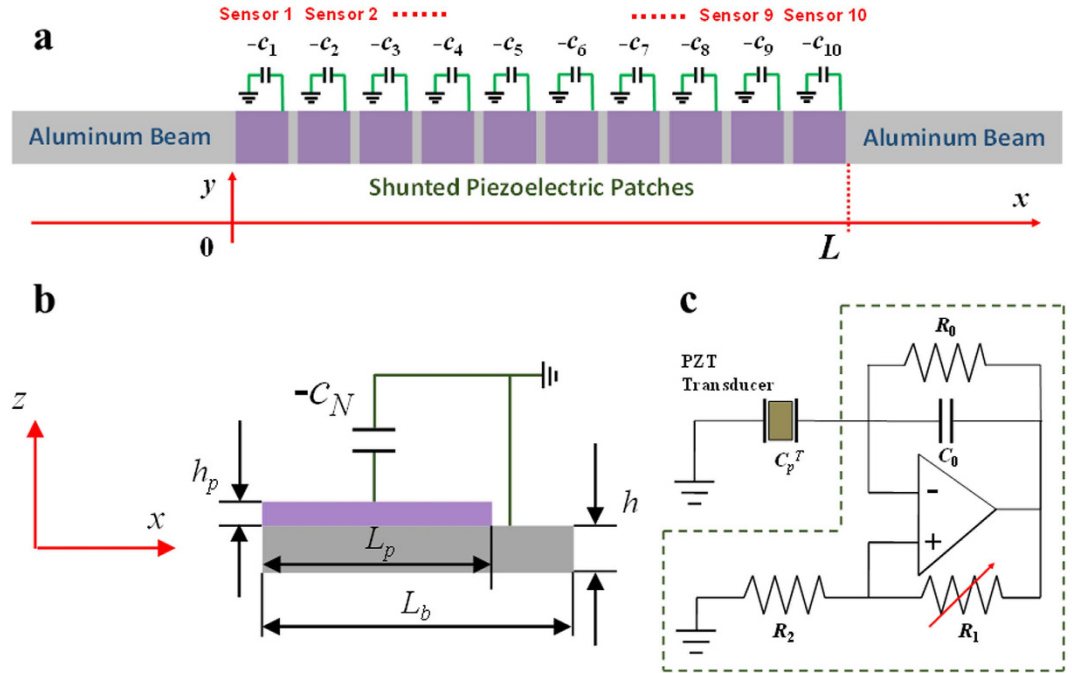 Sensor 1 Sensor 2 Sensor 9 Sensor 10
a
-c1 -c2 -c3 -c4 -c5 -c6 -c7 -c8 -c9 -c10
Aluminum Beam Aluminum Beam
y Shunted Piezoelectric Patches x
0 L
b
z
x
-cN
hp
h
Lp
Lb
c
R0
PZT
Transducer
CpT
C0
-
+
R2 R1